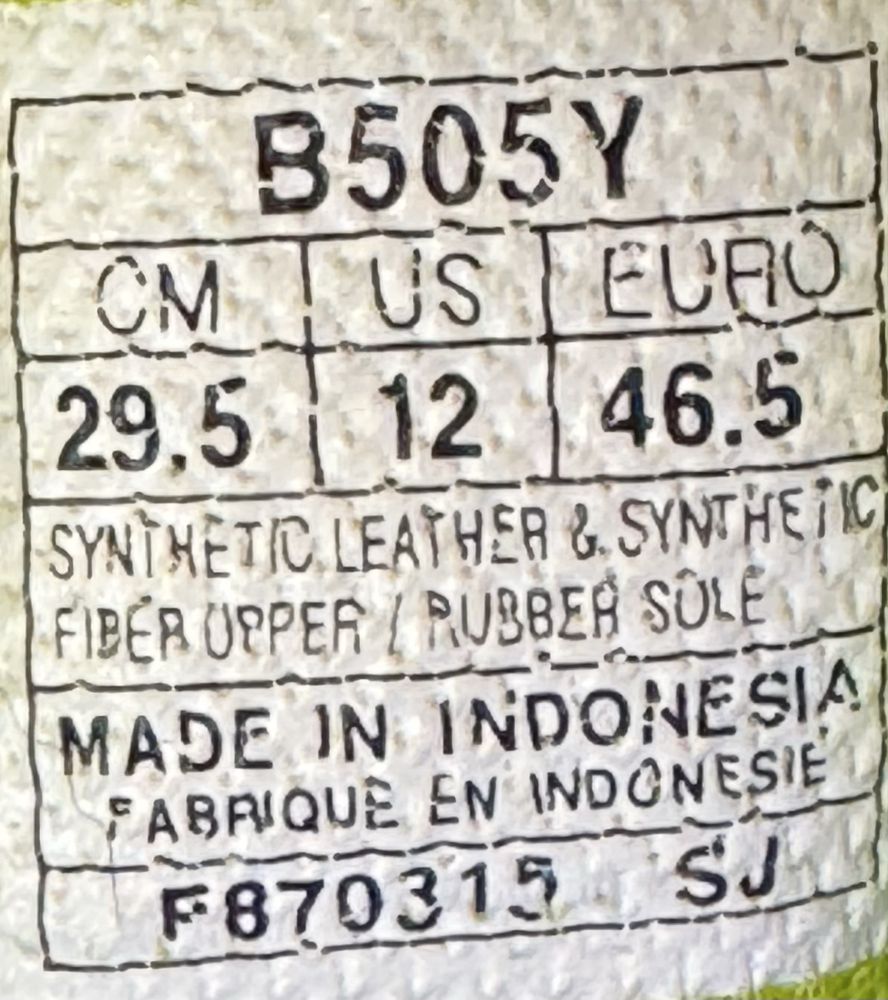 B505Y
CM US EURO
29.5 12 46.5
SYNTHETIC LEATHER & SYNTHETIC
FIBER UPPER / RUBBER SOLE
MADE IN INDONESIA
FABRIQUE EN INDONESIE
F870315 SJ